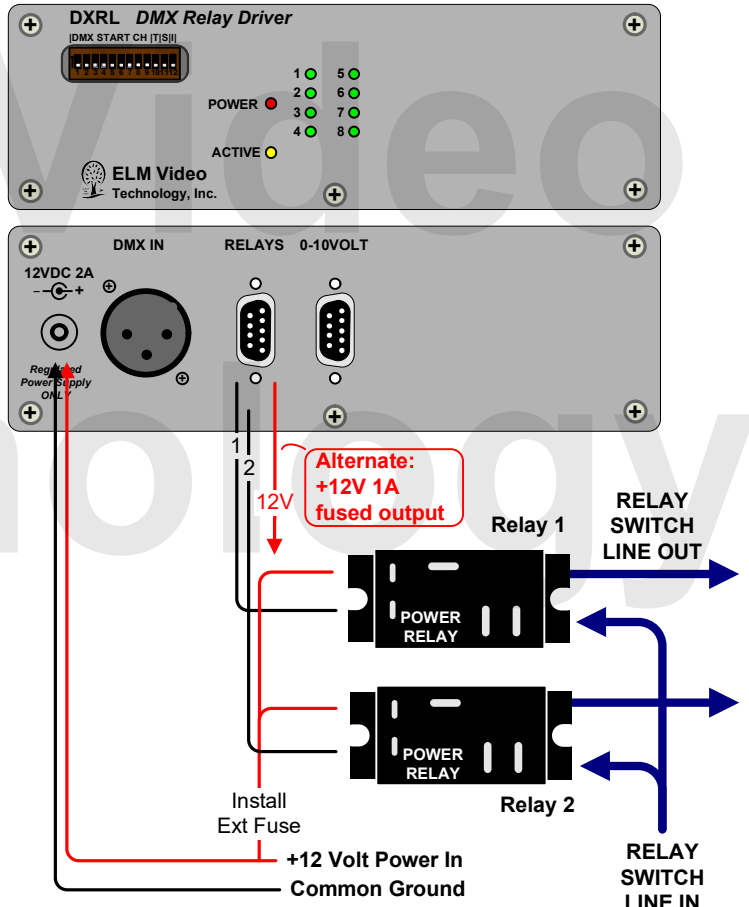 DXRL DMX Relay Driver
|DMX START CH |T|S|I|
1 2 3 4 5 6 7 8 9 10 11 12
1 5
2 6
POWER
3 7
4 8
ACTIVE
ELM Video
Technology, Inc.
Video
DMX IN
RELAYS
0-10VOLT
12VDC 2A
– +
Regulated
Power Supply
ONLY
nology
1
2
12V
Alternate:
+12V 1A
fused output
Relay 1
RELAY
SWITCH
LINE OUT
POWER
RELAY
POWER
RELAY
Relay 2
Install
Ext Fuse
+12 Volt Power In
Common Ground
RELAY
SWITCH
LINE IN